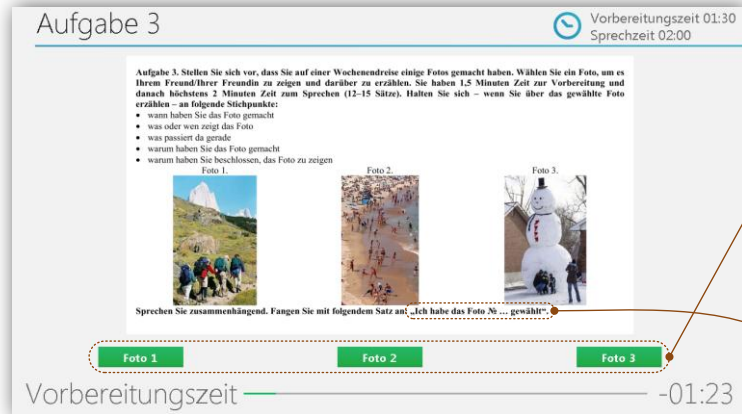 Aufgabe 3
Vorbereitungszeit 01:30
Sprechzeit 02:00
Aufgabe 3. Stellen Sie sich vor, dass Sie auf einer Wochenendreise einige Fotos gemacht haben. Wählen Sie ein Foto, um es
Ihrem Freund/Ihrer Freundin zu zeigen und darüber zu erzählen. Sie haben 1,5 Minuten Zeit zur Vorbereitung und
danach höchstens 2 Minuten Zeit zum Sprechen (12–15 Sätze). Halten Sie sich – wenn Sie über das gewählte Foto
erzählen – an folgende Stichpunkte:
• wann haben Sie das Foto gemacht
• was oder wen zeigt das Foto
• was passiert da gerade
• warum haben Sie das Foto gemacht
• warum haben Sie beschlossen, das Foto zu zeigen
Foto 1. Foto 2. Foto 3.
Sprechen Sie zusammenhängend. Fangen Sie mit folgendem Satz an: „Ich habe das Foto № ... gewählt“.
Foto 1 Foto 2 Foto 3
Vorbereitungszeit -01:23